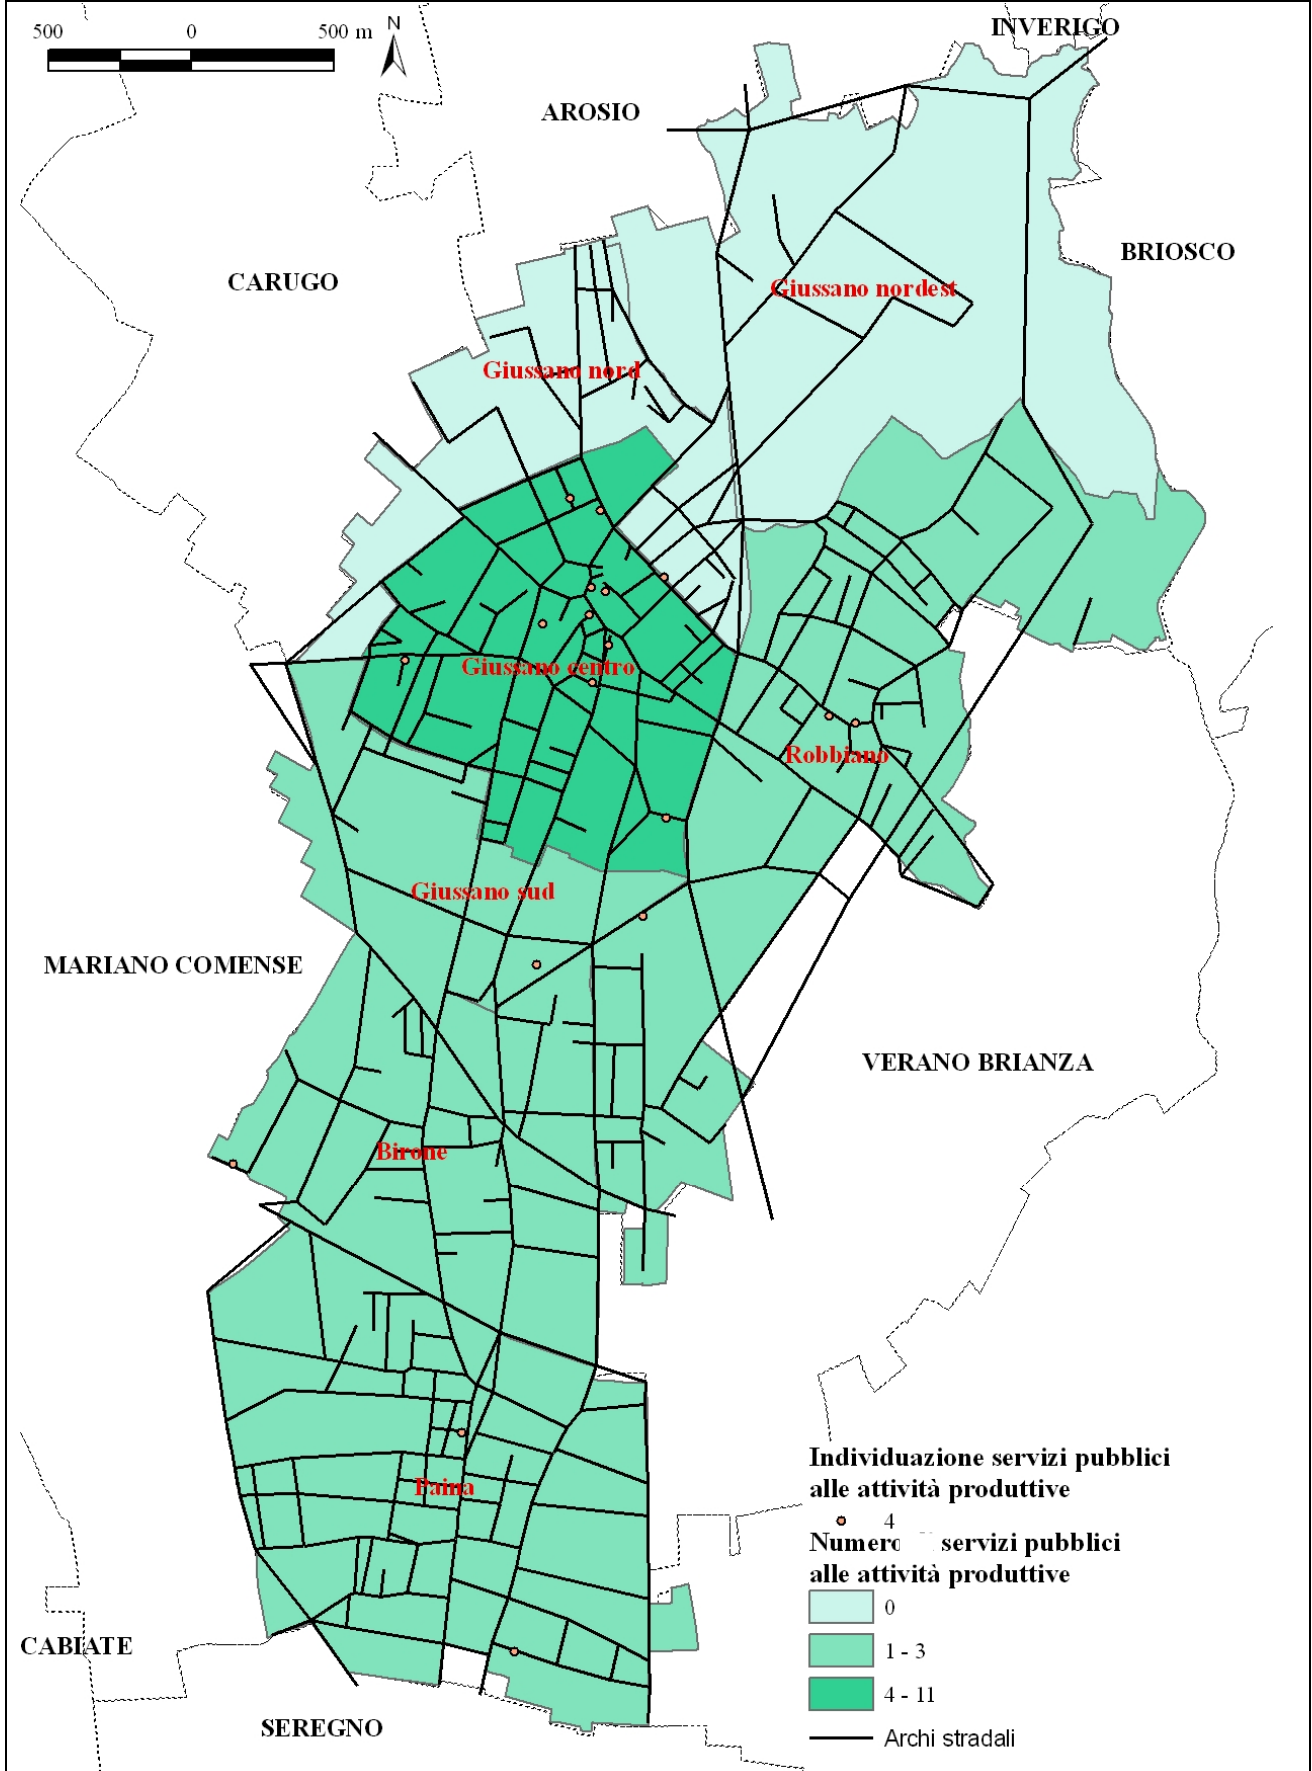 500 0 500 m
N
INVERIGO
AROSIO
BRIOSCO
CARUGO
Giussano nordest
Giussano nord
Giussano centro
Robbiano
Giussano sud
MARIANO COMENSE
VERANO BRIANZA
Birone
Individuazione servizi pubblici
alle attività produttive
4
Paina
Numero servizi pubblici
alle attività produttive
0
1 - 3
4 - 11
Archi stradali
CABIATE
SEREGNO